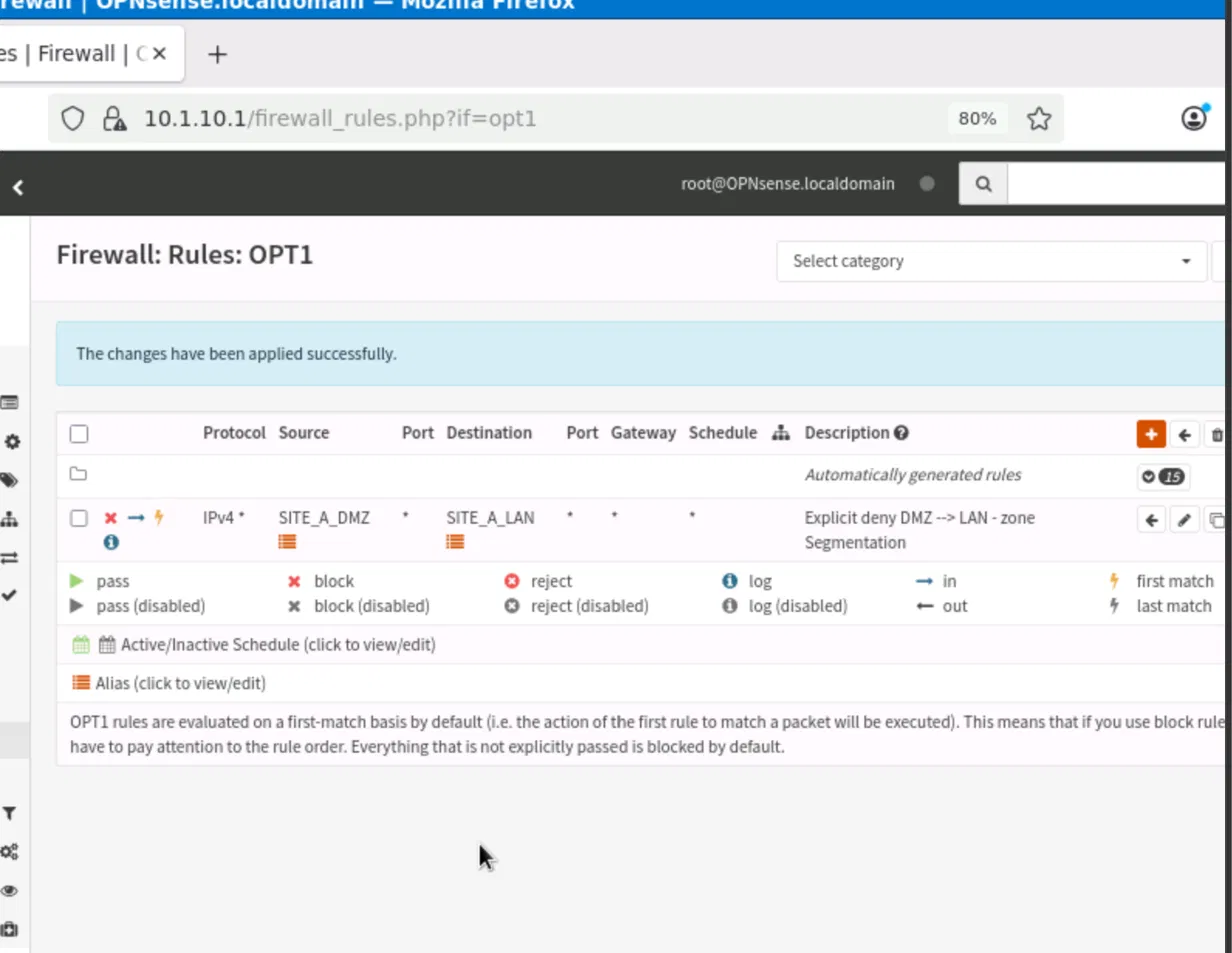 rewall | OPNsense.localdomain — Mozilla Firefox
es | Firewall |
10.1.10.1/firewall_rules.php?if=opt1
80%
root@OPNsense.localdomain
Firewall: Rules: OPT1
Select category
The changes have been applied successfully.
Protocol Source Port Destination Port Gateway Schedule Description
Automatically generated rules 15
IPv4 * SITE_A_DMZ * SITE_A_LAN * * * Explicit deny DMZ --> LAN - zone
Segmentation
pass block reject log in first match
pass (disabled) block (disabled) reject (disabled) log (disabled) out last match
Active/Inactive Schedule (click to view/edit)
Alias (click to view/edit)
OPT1 rules are evaluated on a first-match basis by default (i.e. the action of the first rule to match a packet will be executed). This means that if you use block rule
have to pay attention to the rule order. Everything that is not explicitly passed is blocked by default.